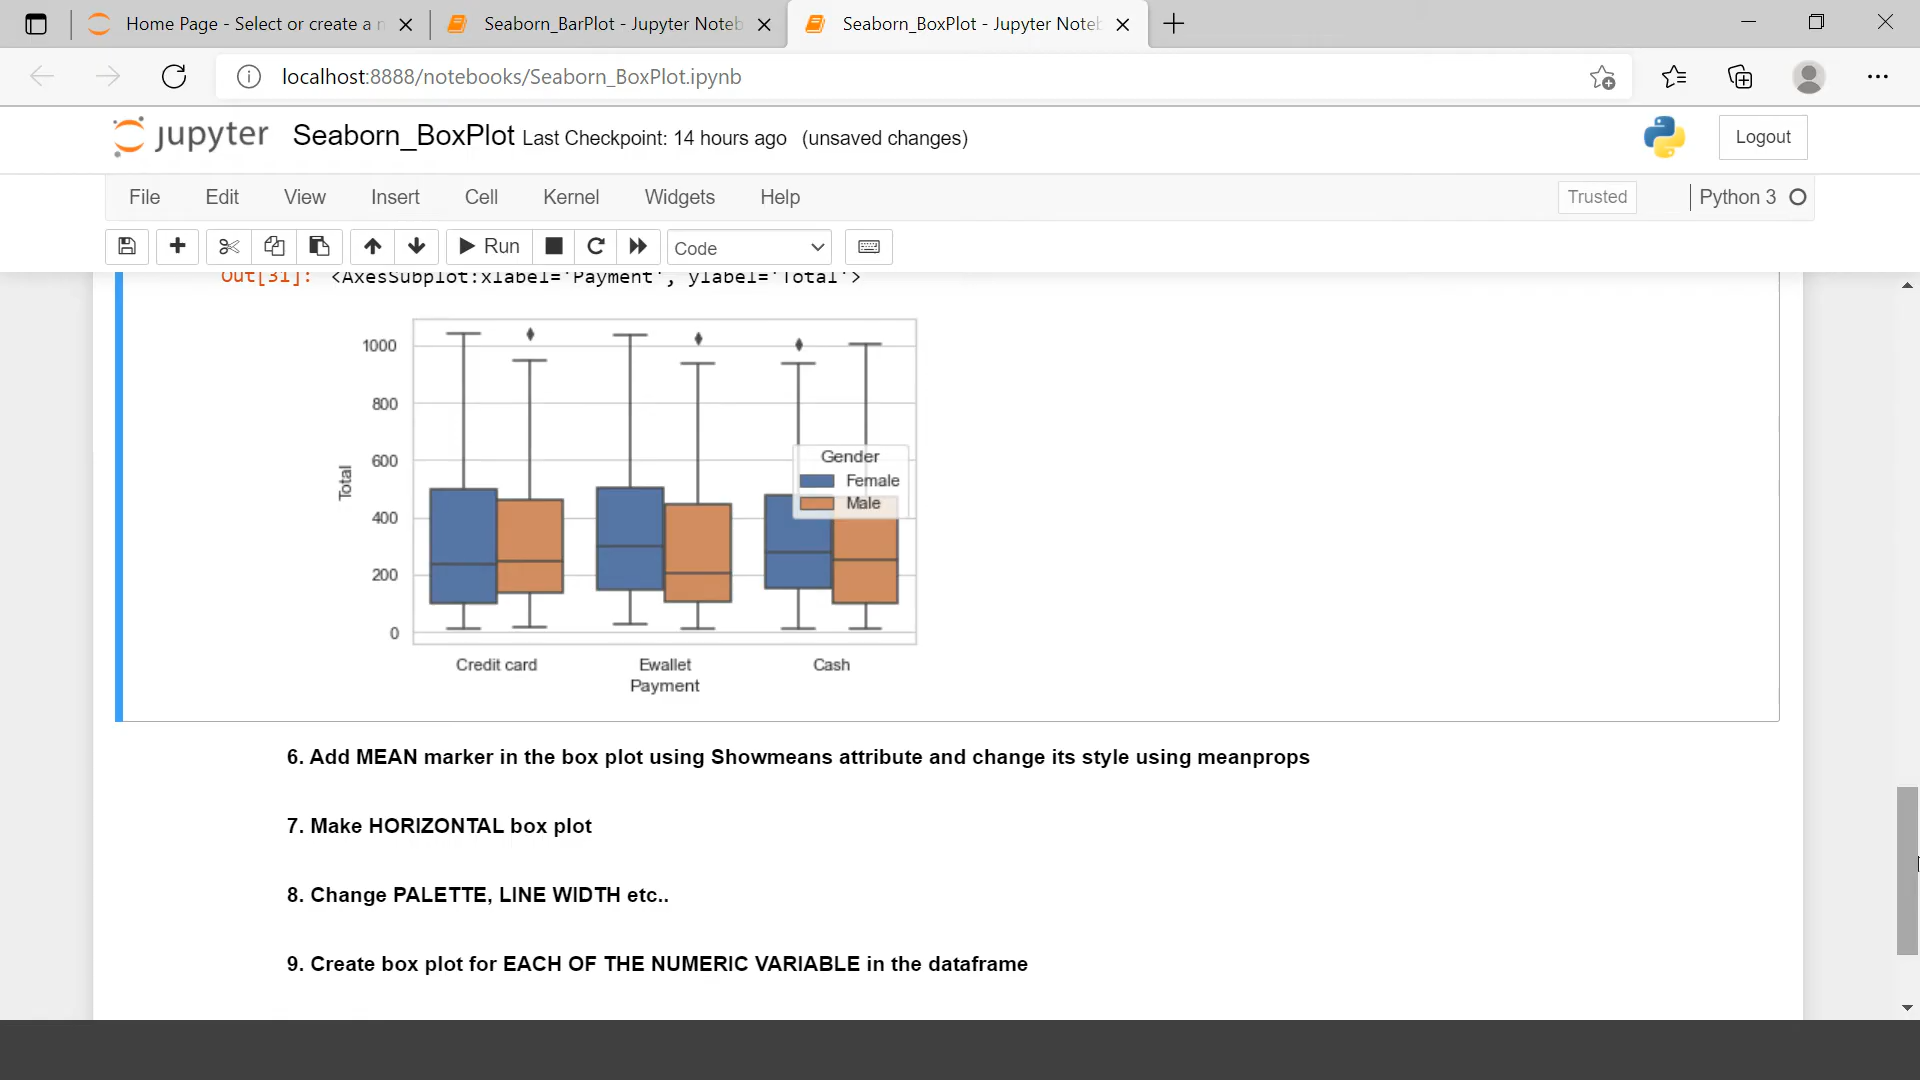 Home Page - Select or create a n
Seaborn_BarPlot - Jupyter Noteb
Seaborn_BoxPlot - Jupyter Noteb
localhost:8888/notebooks/Seaborn_BoxPlot.ipynb
jupyter Seaborn_BoxPlot Last Checkpoint: 14 hours ago (unsaved changes)
Logout
File Edit View Insert Cell Kernel Widgets Help
Trusted
Python 3
Run
Code
Out[31]: <AxesSubplot:xlabel='Payment', ylabel='Total'>
1000
800
600
400
200
0
Total
Gender
Female
Male
Credit card Ewallet Cash
Payment
6. Add MEAN marker in the box plot using Showmeans attribute and change its style using meanprops
7. Make HORIZONTAL box plot
8. Change PALETTE, LINE WIDTH etc..
9. Create box plot for EACH OF THE NUMERIC VARIABLE in the dataframe